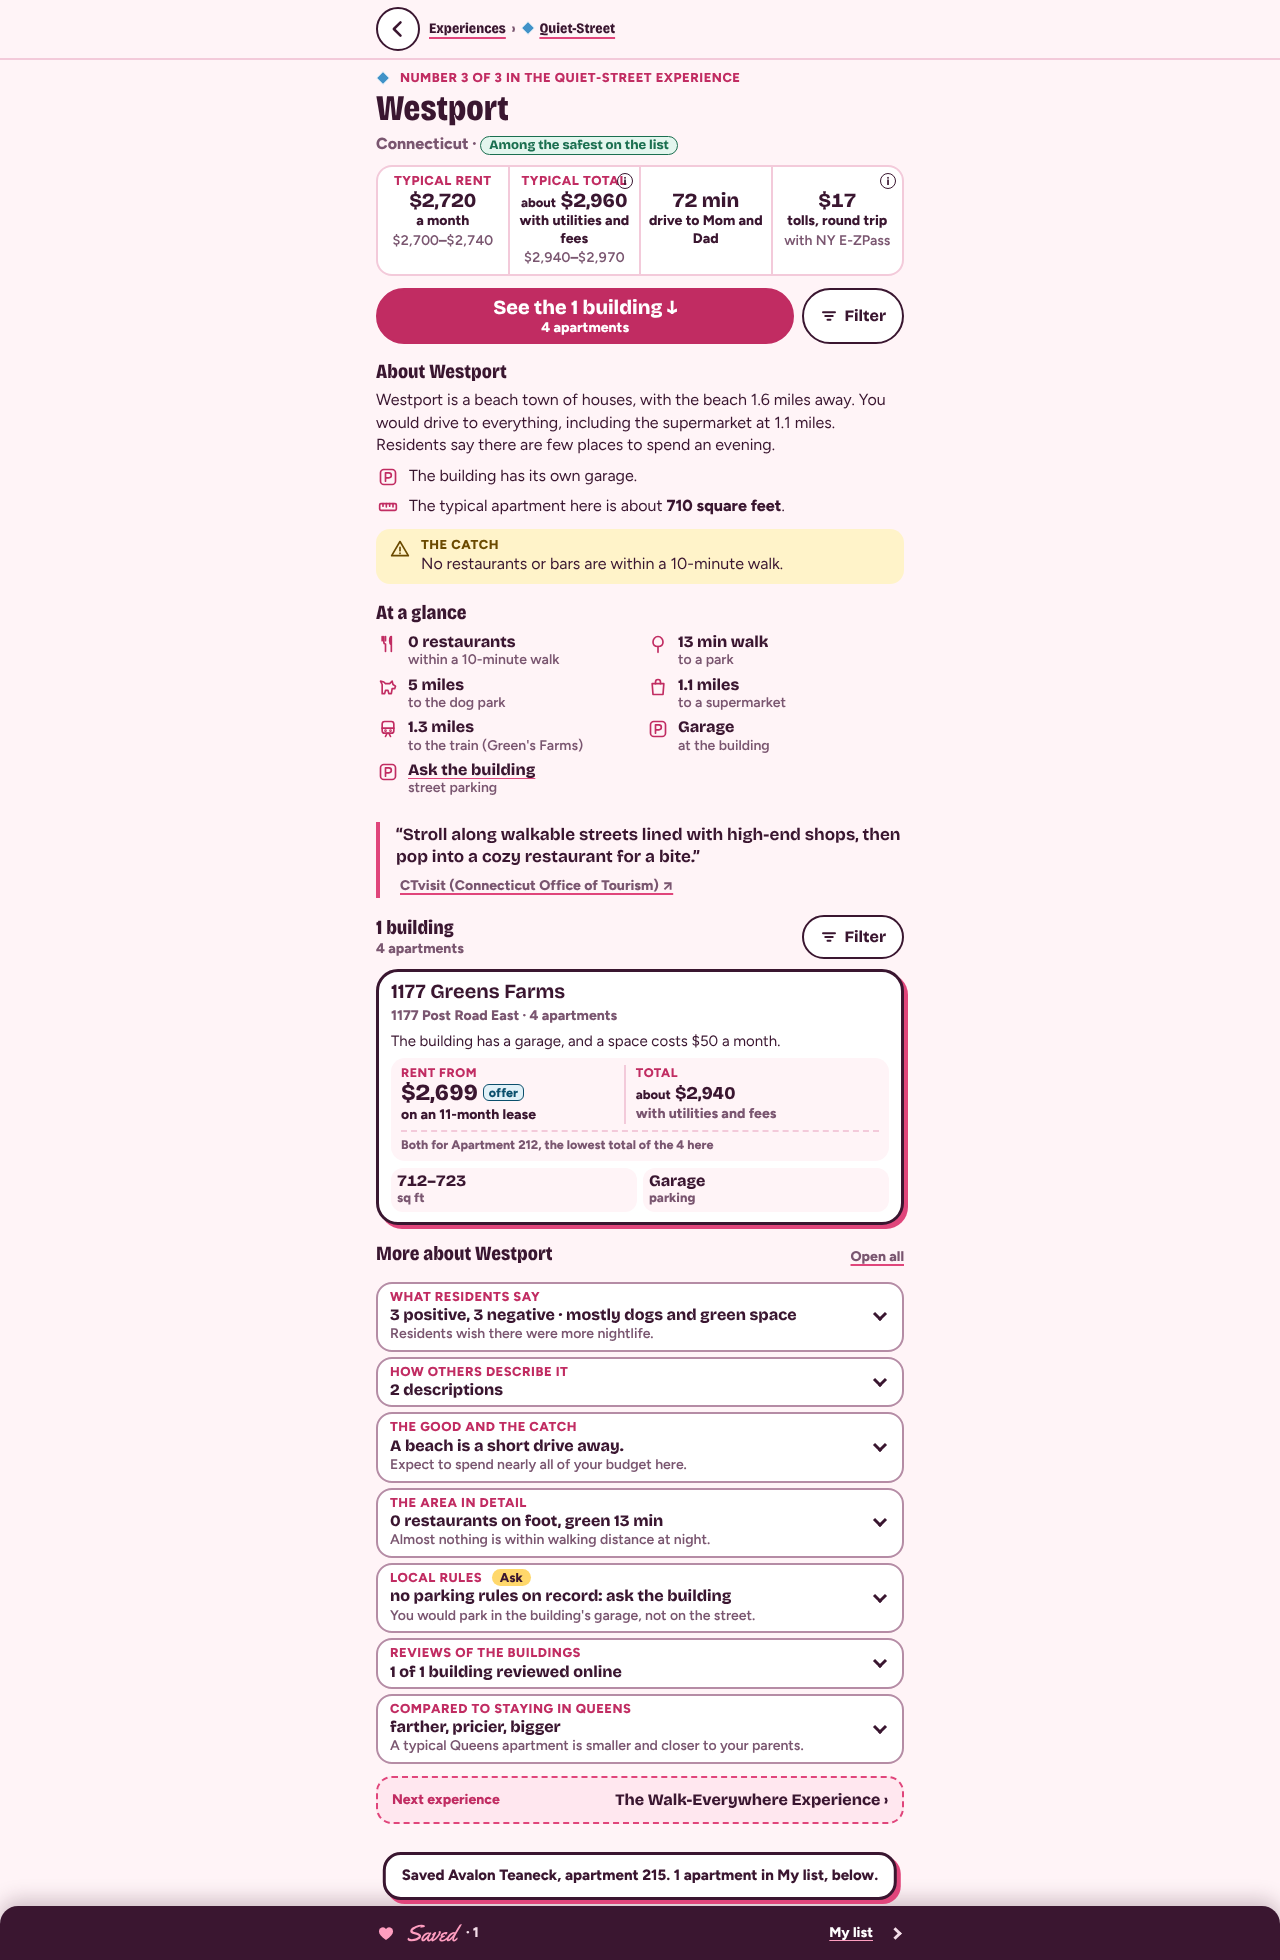 Experiences › Quiet-Street
NUMBER 3 OF 3 IN THE QUIET-STREET EXPERIENCE
Westport
Connecticut · Among the safest on the list
TYPICAL RENT
$2,720
a month
$2,700–$2,740
TYPICAL TOTAL
about $2,960
with utilities and
fees
$2,940–$2,970
72 min
drive to Mom and
Dad
$17
tolls, round trip
with NY E-ZPass
See the 1 building ↓
4 apartments
Filter
About Westport
Westport is a beach town of houses, with the beach 1.6 miles away. You
would drive to everything, including the supermarket at 1.1 miles.
Residents say there are few places to spend an evening.
The building has its own garage.
The typical apartment here is about 710 square feet.
THE CATCH
No restaurants or bars are within a 10-minute walk.
At a glance
0 restaurants
within a 10-minute walk
13 min walk
to a park
5 miles
to the dog park
1.1 miles
to a supermarket
1.3 miles
to the train (Green's Farms)
Garage
at the building
Ask the building
street parking
“Stroll along walkable streets lined with high-end shops, then
pop into a cozy restaurant for a bite.”
CTvisit (Connecticut Office of Tourism) ↗
1 building
4 apartments
Filter
1177 Greens Farms
1177 Post Road East · 4 apartments
The building has a garage, and a space costs $50 a month.
RENT FROM
$2,699 offer
on an 11-month lease
TOTAL
about $2,940
with utilities and fees
Both for Apartment 212, the lowest total of the 4 here
712–723
sq ft
Garage
parking
More about Westport
Open all
WHAT RESIDENTS SAY
3 positive, 3 negative · mostly dogs and green space
Residents wish there were more nightlife.
HOW OTHERS DESCRIBE IT
2 descriptions
THE GOOD AND THE CATCH
A beach is a short drive away.
Expect to spend nearly all of your budget here.
THE AREA IN DETAIL
0 restaurants on foot, green 13 min
Almost nothing is within walking distance at night.
LOCAL RULES Ask
no parking rules on record: ask the building
You would park in the building's garage, not on the street.
REVIEWS OF THE BUILDINGS
1 of 1 building reviewed online
COMPARED TO STAYING IN QUEENS
farther, pricier, bigger
A typical Queens apartment is smaller and closer to your parents.
Next experience
The Walk-Everywhere Experience ›
Saved Avalon Teaneck, apartment 215. 1 apartment in My list, below.
Saved · 1
My list